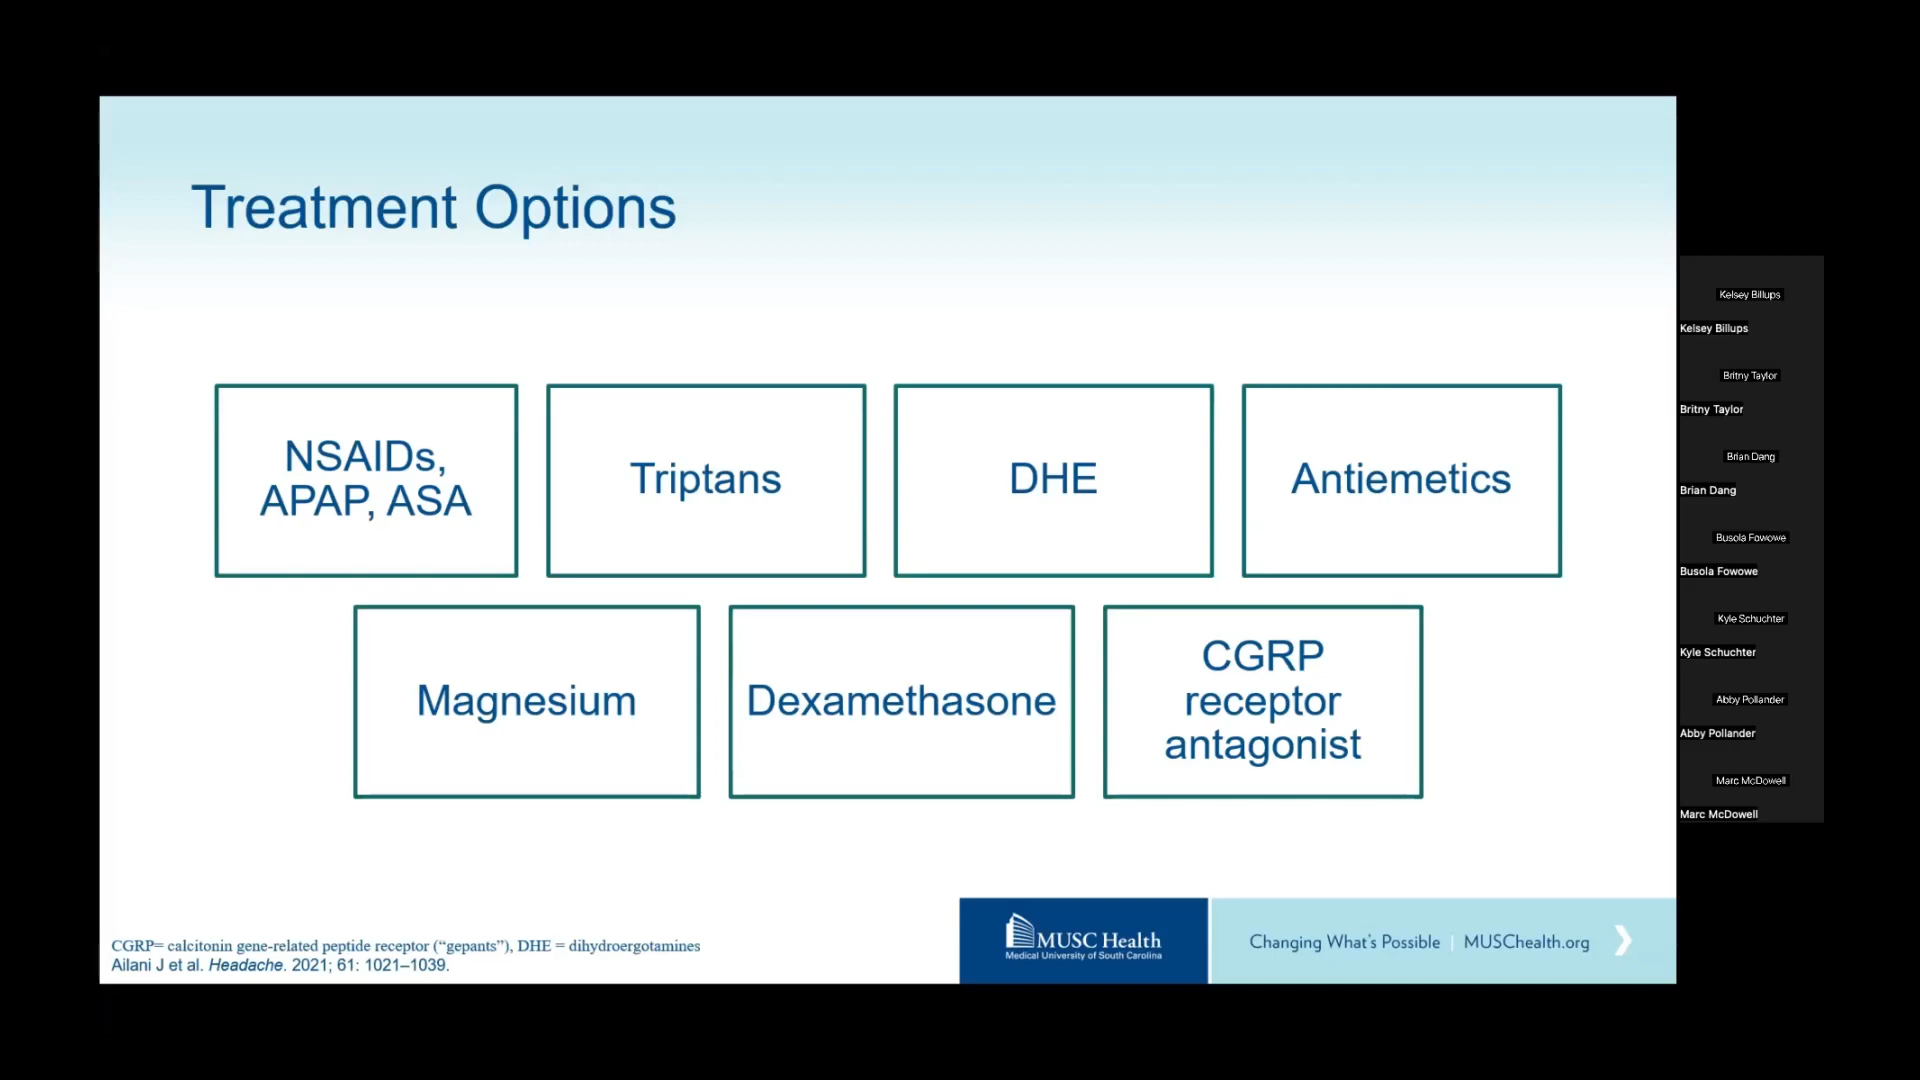 Treatment Options
NSAIDs,
APAP, ASA
Triptans
DHE
Antiemetics
Magnesium
Dexamethasone
CGRP
receptor
antagonist
CGRP= calcitonin gene-related peptide receptor (“gepants”), DHE = dihydroergotamines
Ailani J et al. Headache. 2021; 61: 1021–1039.
MUSC Health
Medical University of South Carolina
Changing What's Possible | MUSChealth.org
Kelsey Billups
Kelsey Billups
Britny Taylor
Britny Taylor
Brian Dang
Brian Dang
Busola Fowowe
Busola Fowowe
Kyle Schuchter
Kyle Schuchter
Abby Pollander
Abby Pollander
Marc McDowell
Marc McDowell